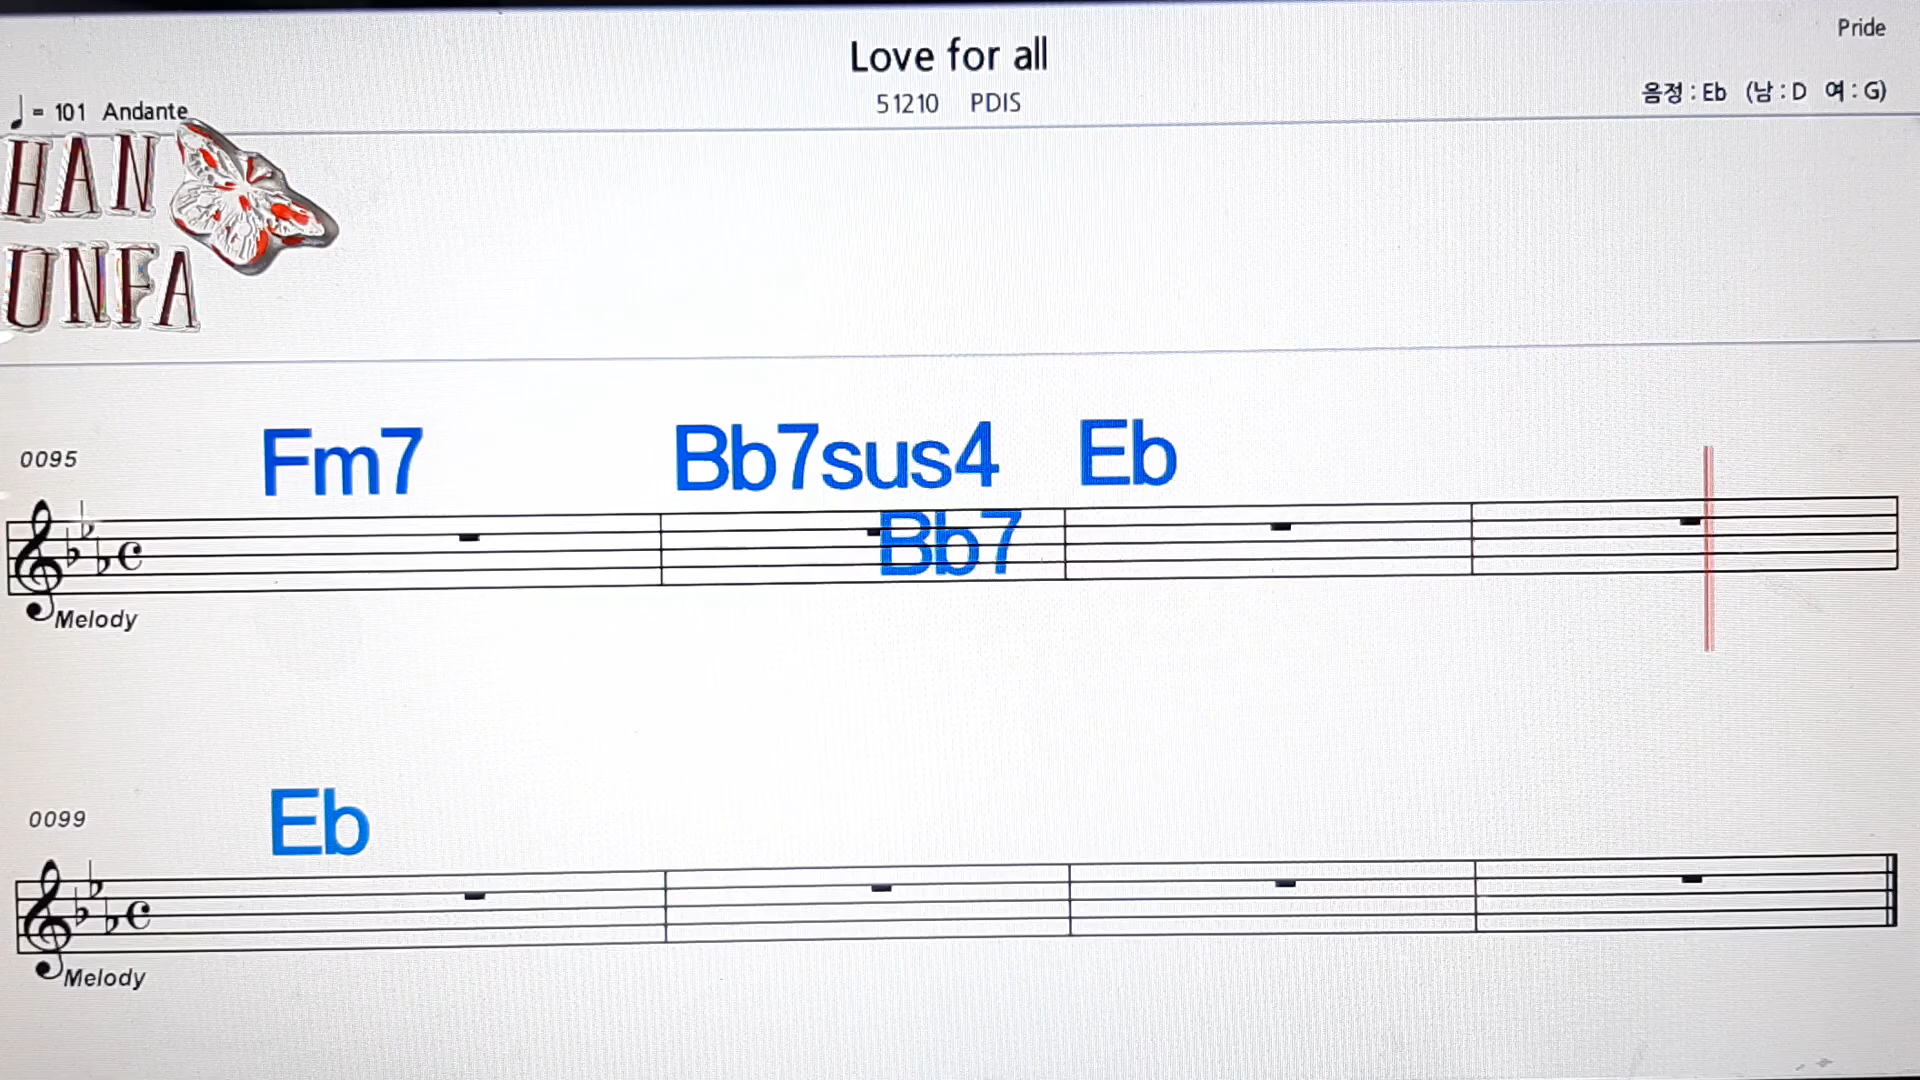 Pride
Love for all
51210 PDIS
음정 : Eb (남 : D 여 : G)
= 101 Andante
HAN
UNFA
0095
Fm7 Bb7sus4 Eb
Bb7
Melody
0099
Eb
Melody